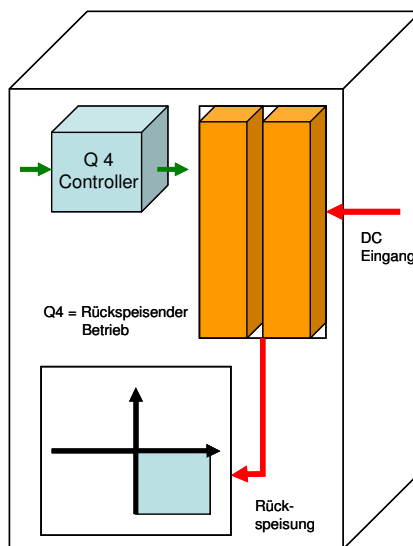 Q 4
Controller
DC
Eingang
Q4 = Rückspeisender
Betrieb
Rück-
speisung